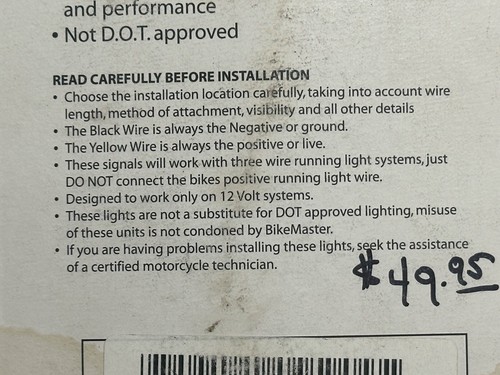 and performance
• Not D.O.T. approved
READ CAREFULLY BEFORE INSTALLATION
• Choose the installation location carefully, taking into account wire
length, method of attachment, visibility and all other details
• The Black Wire is always the Negative or ground.
• The Yellow Wire is always the positive or live.
• These signals will work with three wire running light systems, just
DO NOT connect the bikes positive running light wire.
• Designed to work only on 12 Volt systems.
• These lights are not a substitute for DOT approved lighting, misuse
of these units is not condoned by BikeMaster.
• If you are having problems installing these lights, seek the assistance
of a certified motorcycle technician.
$49.95